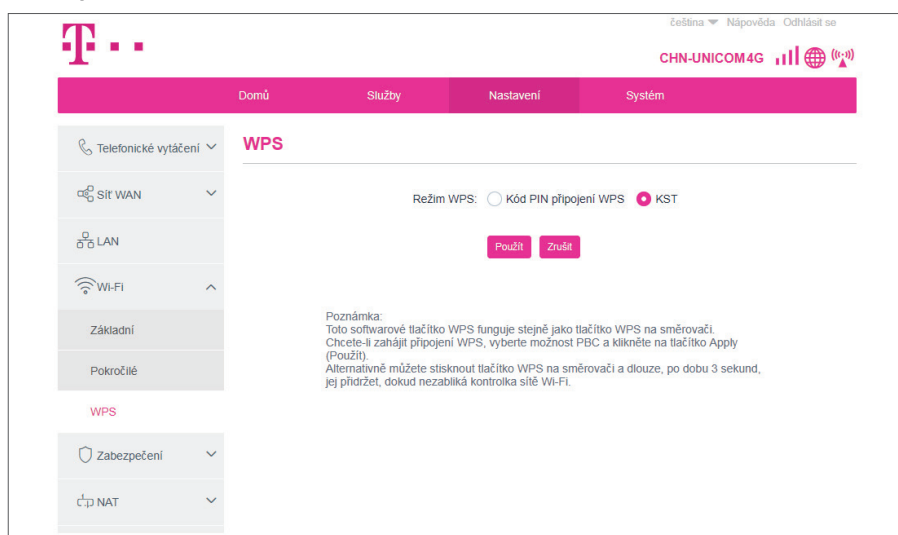 čeština Nápověda Odhlásit se
T
CHN-UNICOM 4G
Domů Služby Nastavení Systém
Telefonické vytáčení
WPS
Síť WAN
Režim WPS: Kód PIN připojení WPS KST
LAN
Použít Zrušit
Wi-Fi
Základní
Pokročilé
WPS
Zabezpečení
NAT
Poznámka:
Toto softwarové tlačítko WPS funguje stejně jako tlačítko WPS na směrovači.
Chcete-li zahájit připojení WPS, vyberte možnost PBC a klikněte na tlačítko Apply
(Použít).
Alternativně můžete stisknout tlačítko WPS na směrovači a dlouze, po dobu 3 sekund,
jej přidržet, dokud nezabliká kontrolka sítě Wi-Fi.